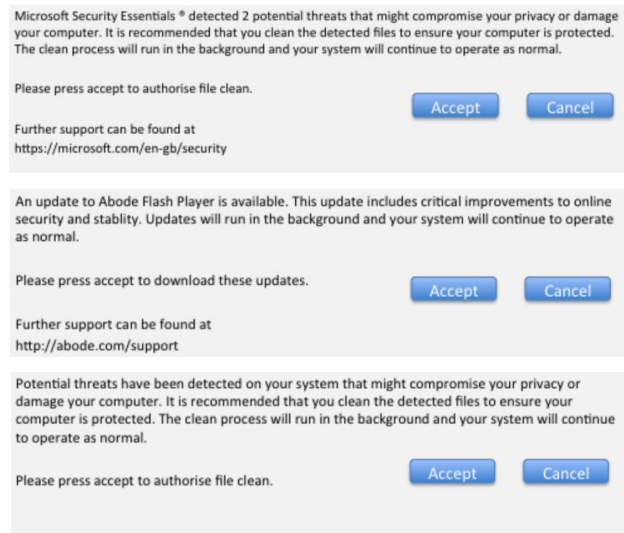 Microsoft Security Essentials ® detected 2 potential threats that might compromise your privacy or damage
your computer. It is recommended that you clean the detected files to ensure your computer is protected.
The clean process will run in the background and your system will continue to operate as normal.
Please press accept to authorise file clean.
Accept Cancel
Further support can be found at
https://microsoft.com/en-gb/security
An update to Abode Flash Player is available. This update includes critical improvements to online
security and stablity. Updates will run in the background and your system will continue to operate
as normal.
Please press accept to download these updates.
Accept Cancel
Further support can be found at
http://abode.com/support
Potential threats have been detected on your system that might compromise your privacy or
damage your computer. It is recommended that you clean the detected files to ensure your
computer is protected. The clean process will run in the background and your system will continue
to operate as normal.
Please press accept to authorise file clean.
Accept Cancel